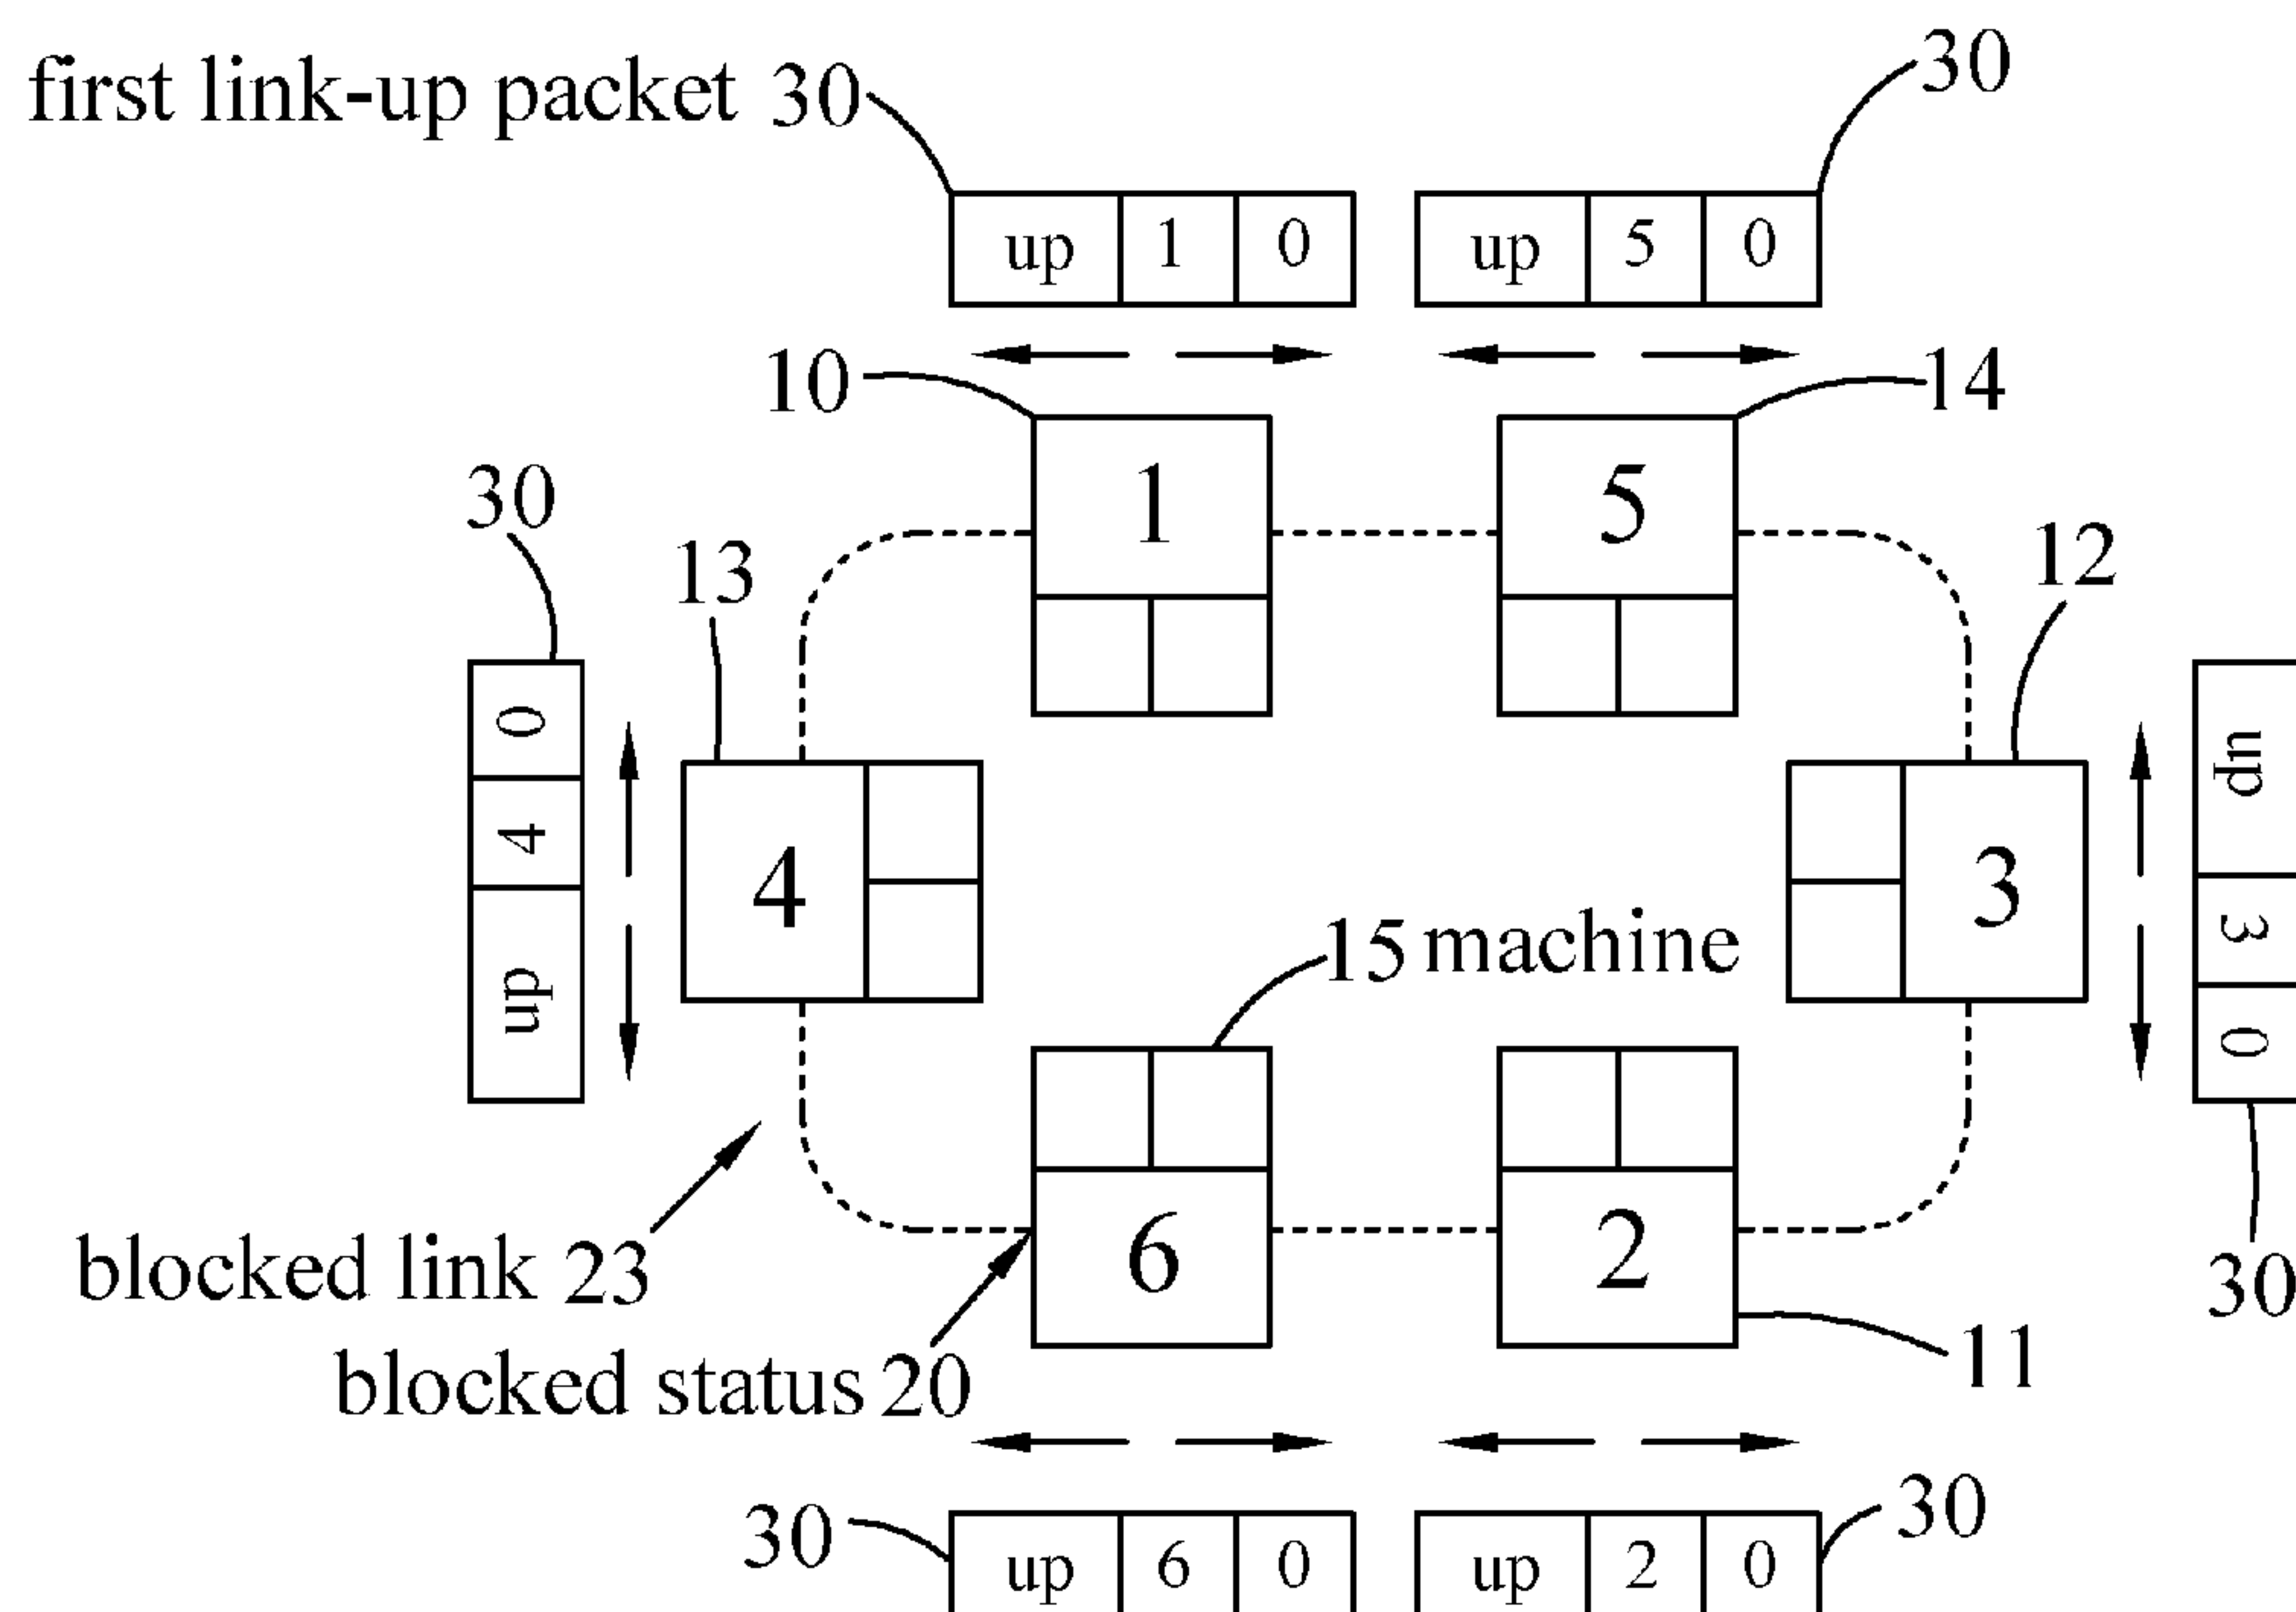 first link-up packet 30
30
up 1 0
up 5 0
10
14
30
13
1
5
12
0
4
up
4
3
up
3
0
15 machine
blocked link 23
6
2
30
blocked status 20
11
30
up 6 0
up 2 0
30